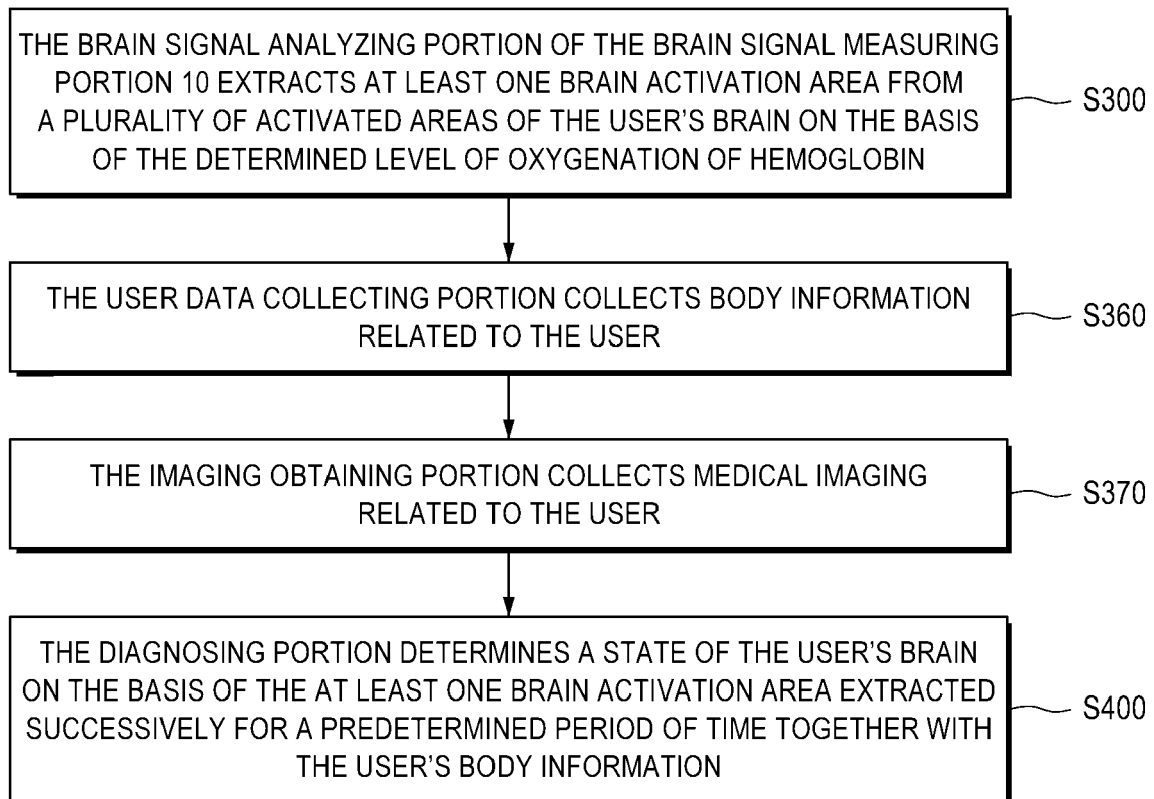 THE BRAIN SIGNAL ANALYZING PORTION OF THE BRAIN SIGNAL MEASURING
PORTION 10 EXTRACTS AT LEAST ONE BRAIN ACTIVATION AREA FROM
A PLURALITY OF ACTIVATED AREAS OF THE USER'S BRAIN ON THE BASIS
OF THE DETERMINED LEVEL OF OXYGENATION OF HEMOGLOBIN
S300
THE USER DATA COLLECTING PORTION COLLECTS BODY INFORMATION
RELATED TO THE USER
S360
THE IMAGING OBTAINING PORTION COLLECTS MEDICAL IMAGING
RELATED TO THE USER
S370
THE DIAGNOSING PORTION DETERMINES A STATE OF THE USER'S BRAIN
ON THE BASIS OF THE AT LEAST ONE BRAIN ACTIVATION AREA EXTRACTED
SUCCESSIVELY FOR A PREDETERMINED PERIOD OF TIME TOGETHER WITH
THE USER'S BODY INFORMATION
S400